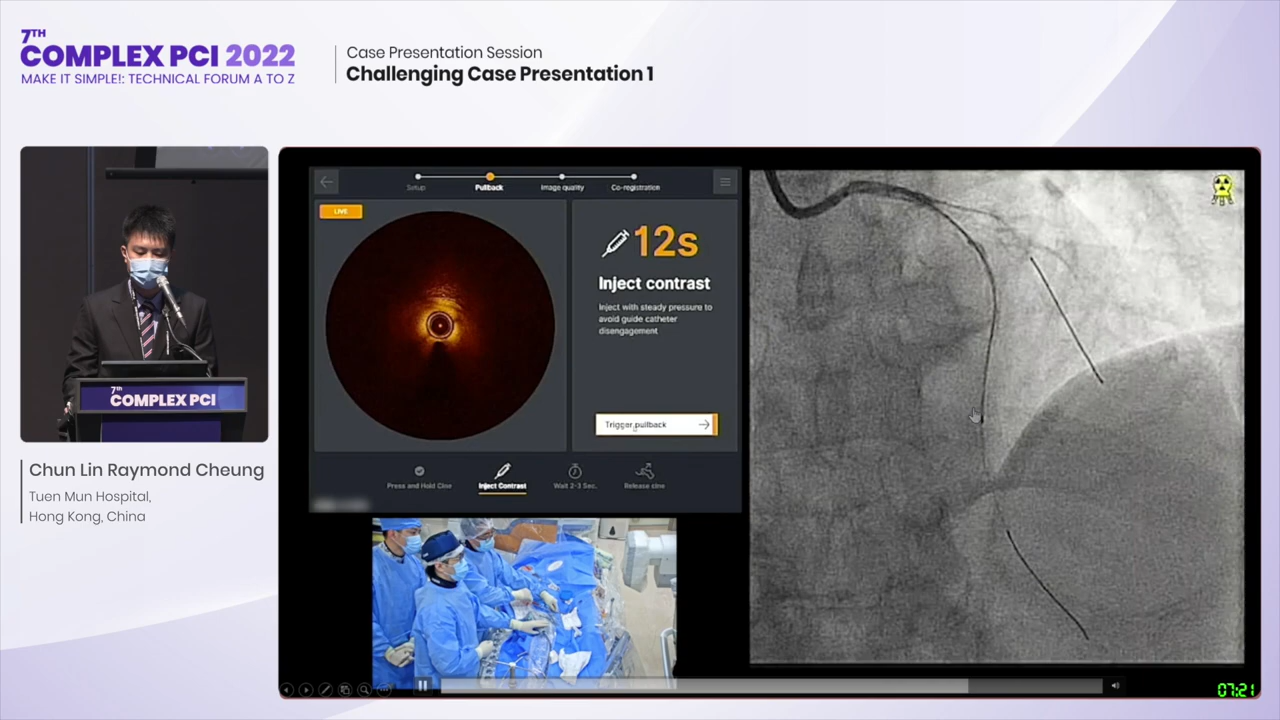 7TH
COMPLEX PCI 2022
MAKE IT SIMPLE!: TECHNICAL FORUM A TO Z
Case Presentation Session
Challenging Case Presentation 1
Setup
Pullback
Image quality
Co-registration
LIVE
12s
Inject contrast
Inject with steady pressure to
avoid guide catheter
disengagement
Trigger pullback
Press and Hold Cine
Inject Contrast
Wait 2-3 Sec.
Release cine
7th
COMPLEX PCI
Chun Lin Raymond Cheung
Tuen Mun Hospital,
Hong Kong, China
07:21